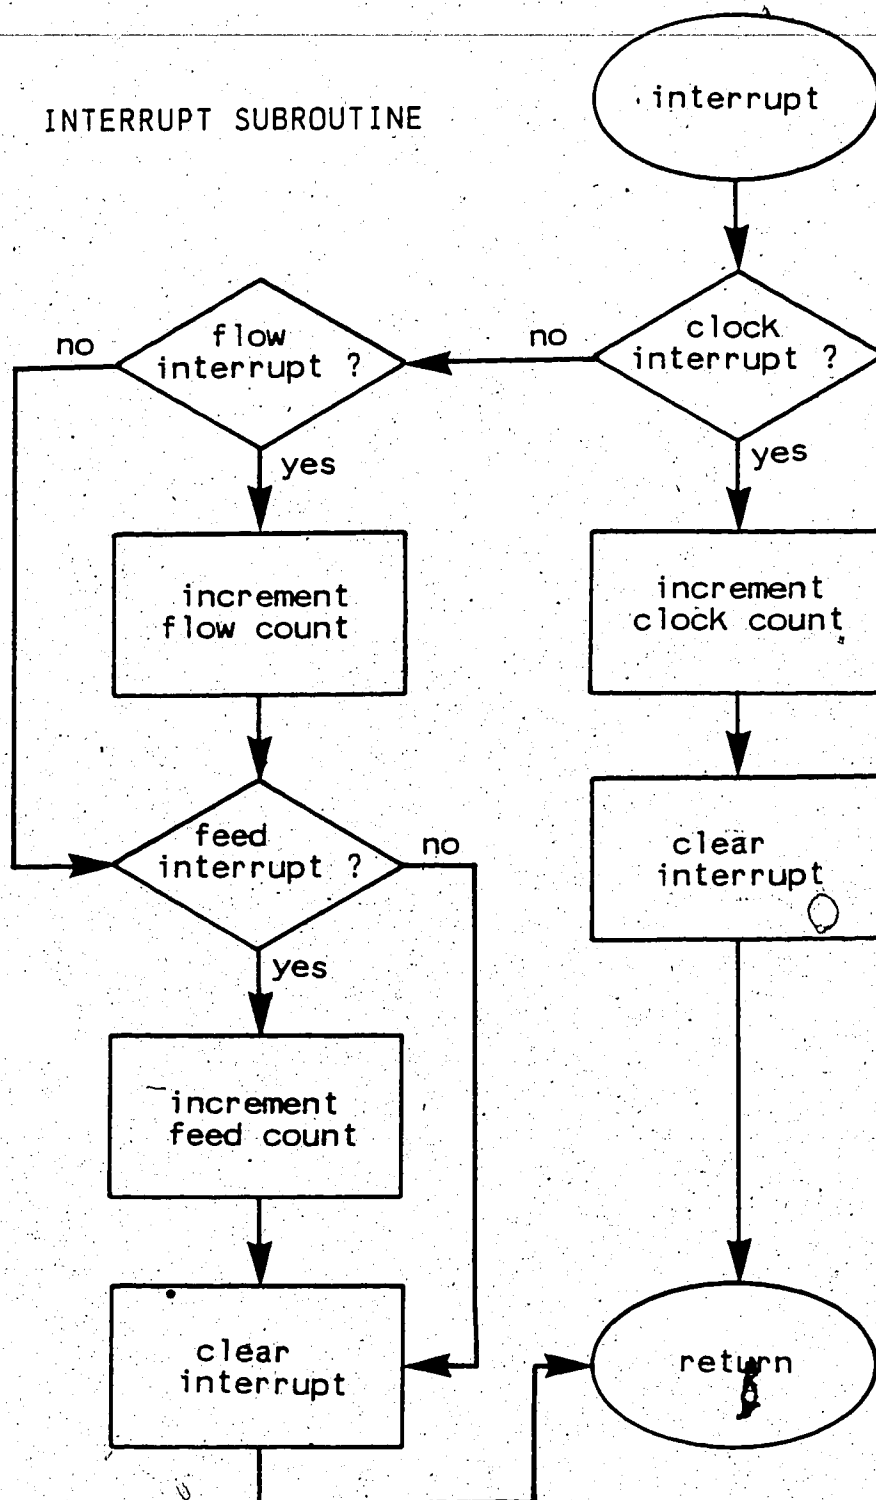 INTERRUPT SUBROUTINE
interrupt
clock
interrupt ?
no
yes
flow
interrupt ?
no
yes
increment
flow count
increment
clock count
clear
interrupt
feed
interrupt ?
no
yes
increment
feed count
clear
interrupt
return